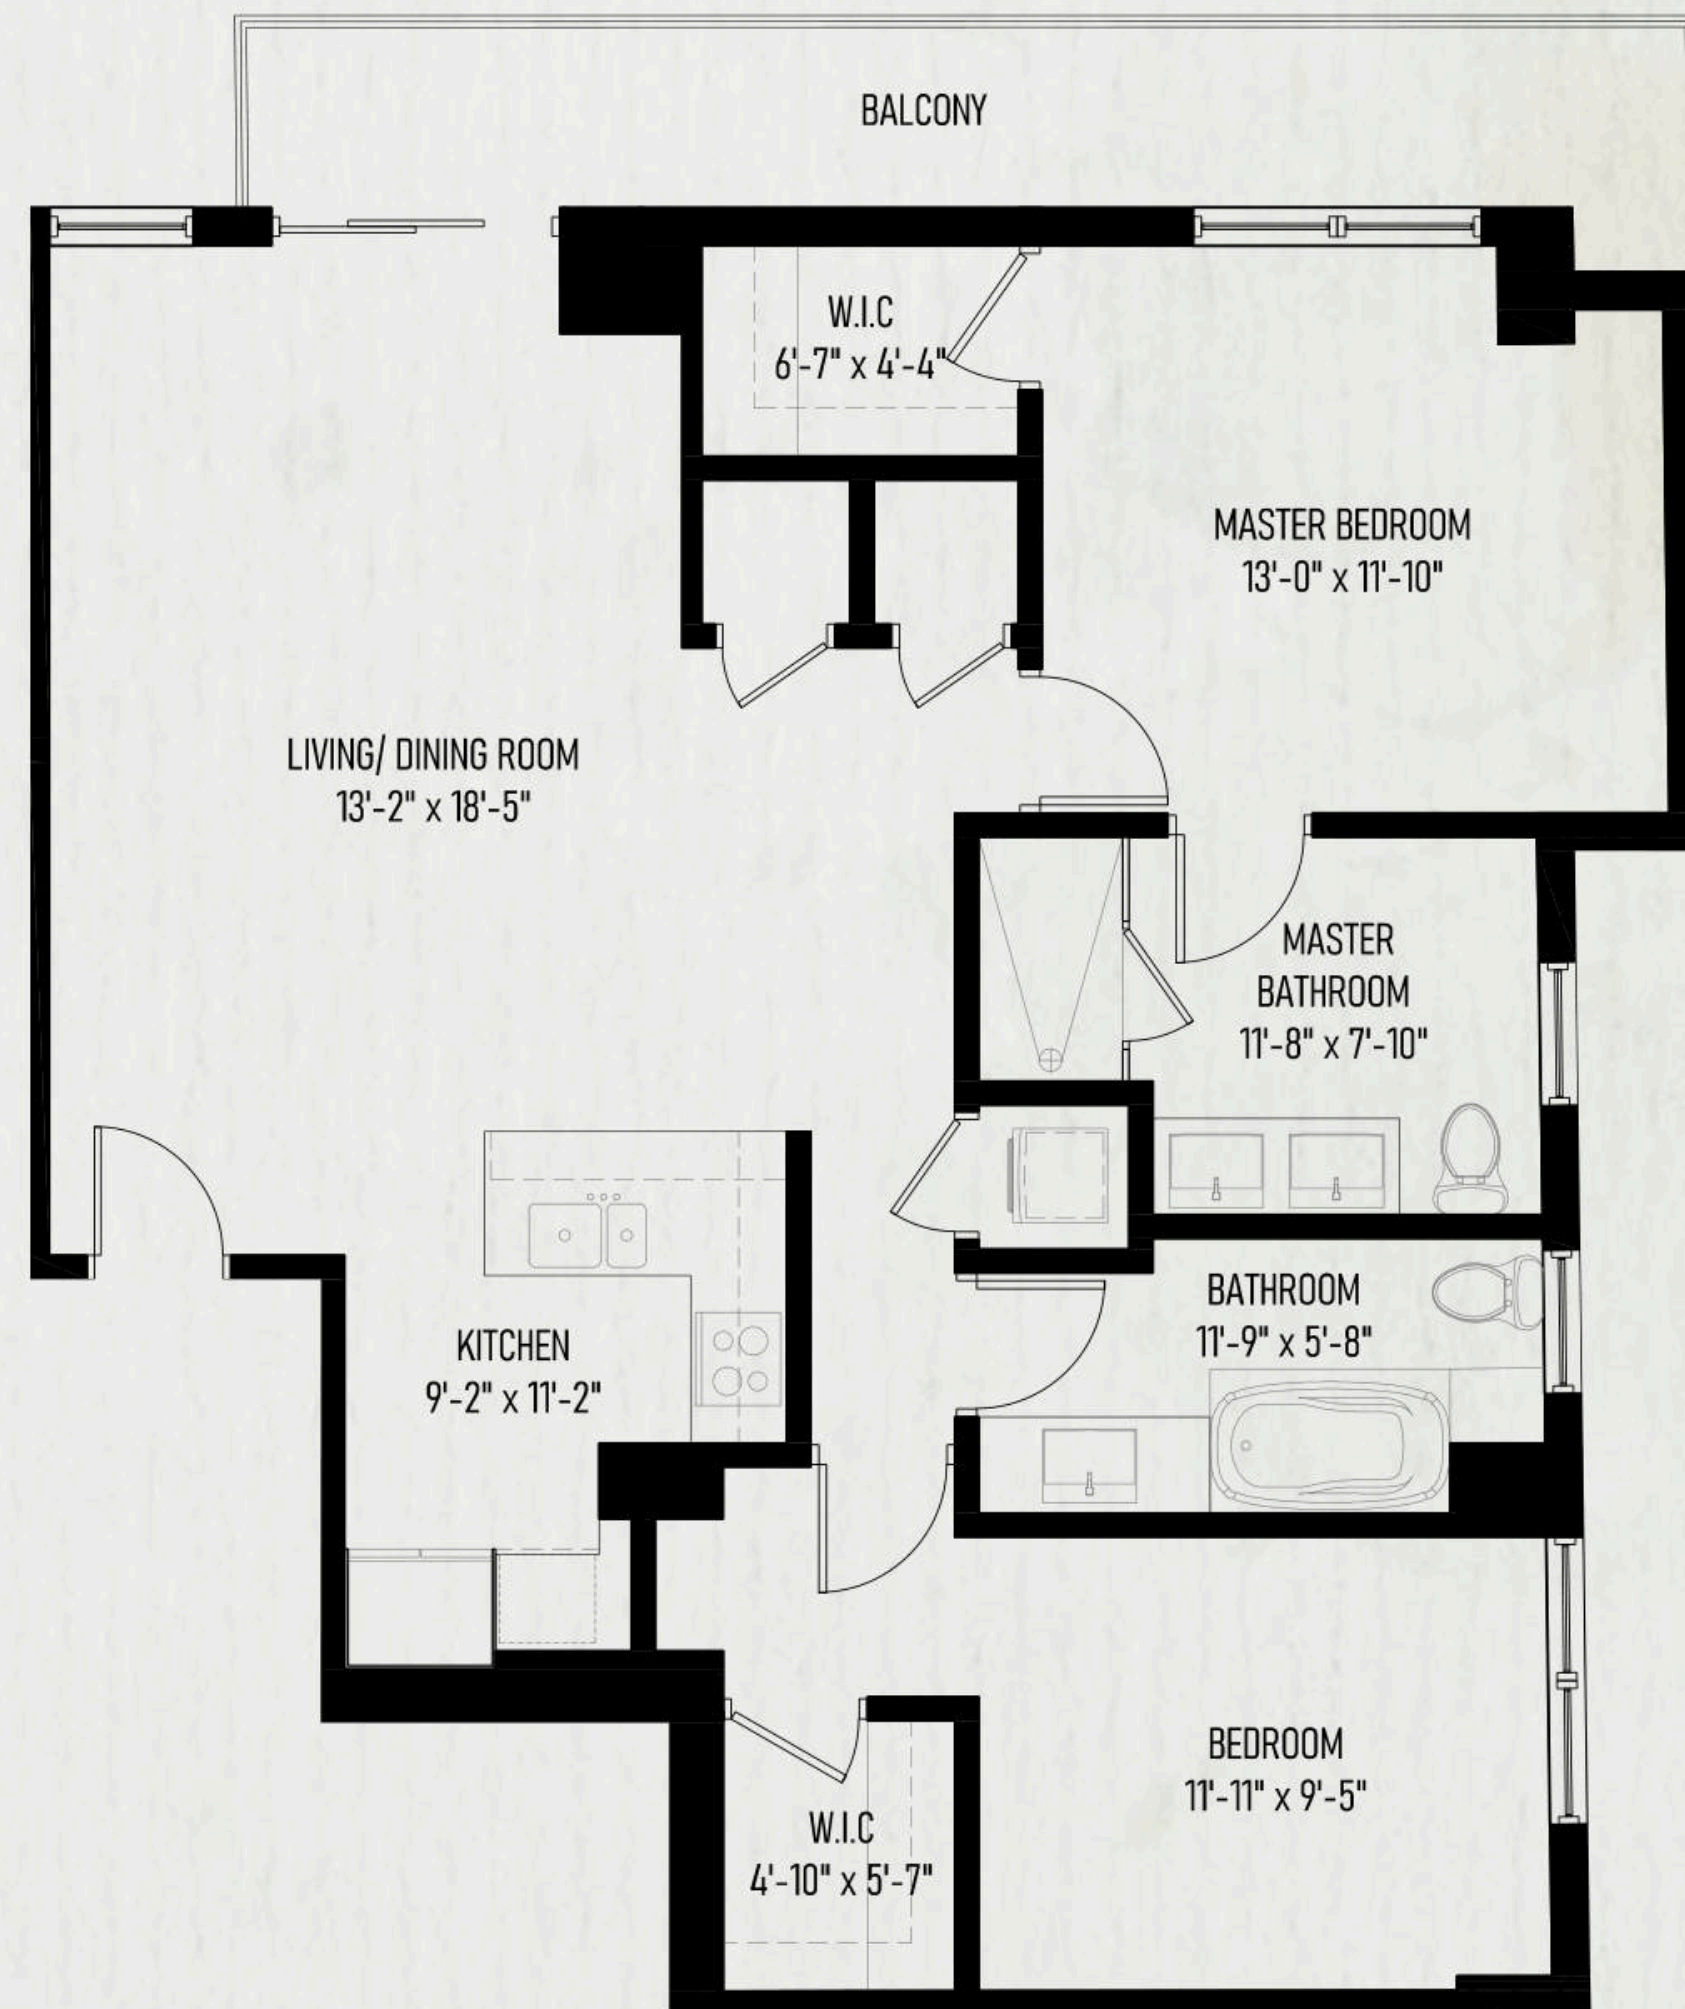 BALCONY
W.I.C
6'-7" x 4'-4"
MASTER BEDROOM
13'-0" x 11'-10"
LIVING/ DINING ROOM
13'-2" x 18'-5"
MASTER
BATHROOM
11'-8" x 7'-10"
BATHROOM
11'-9" x 5'-8"
KITCHEN
9'-2" x 11'-2"
BEDROOM
11'-11" x 9'-5"
W.I.C
4'-10" x 5'-7"